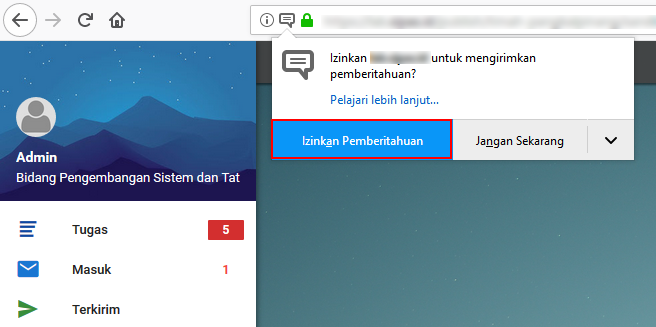 Izinkan untuk mengirimkan
pemberitahuan?
Pelajari lebih lanjut...
Izinkan Pemberitahuan
Jangan Sekarang
Admin
Bidang Pengembangan Sistem dan Tat
Tugas 5
Masuk 1
Terkirim